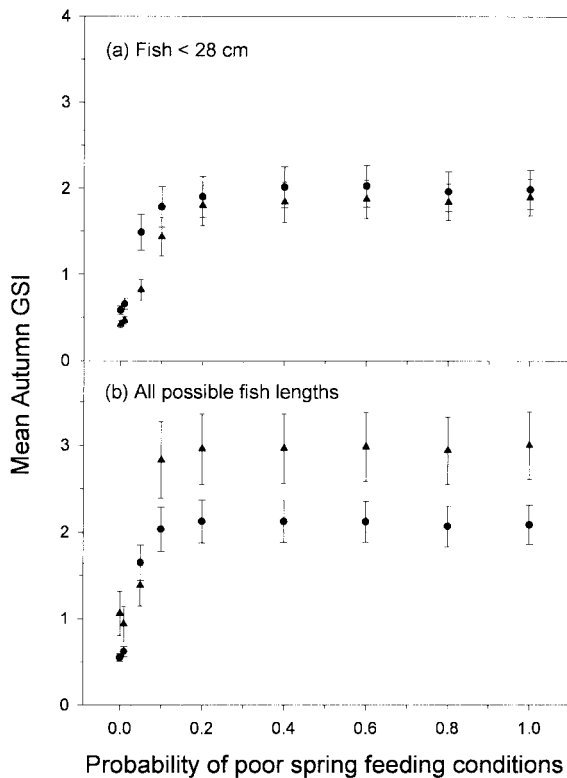 4
(a) Fish < 28 cm
3
2
1
0
Mean Autumn GSI
(b) All possible fish lengths
3
2
1
0
0.0 0.2 0.4 0.6 0.8 1.0
Probability of poor spring feeding conditions